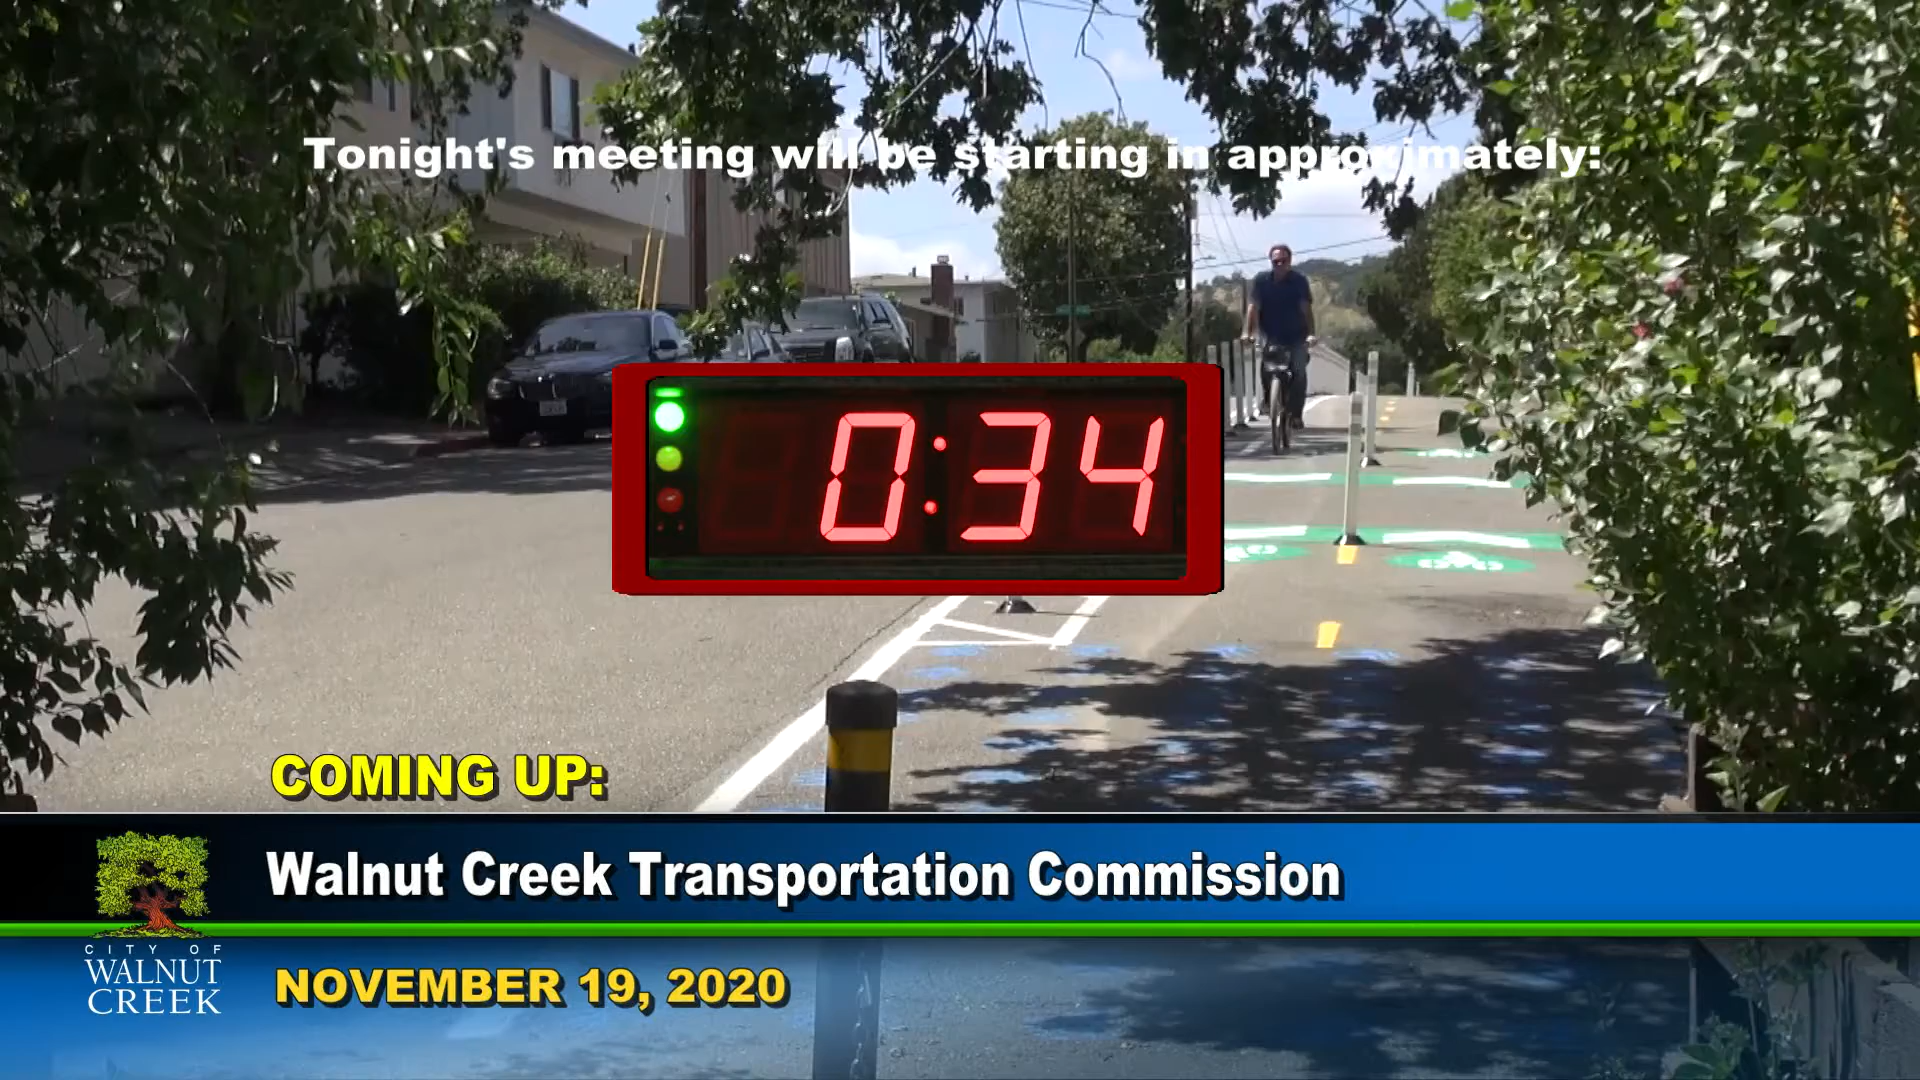 Tonight's meeting will be starting in approximately:
0:34
COMING UP:
Walnut Creek Transportation Commission
CITY OF
WALNUT
CREEK
NOVEMBER 19, 2020